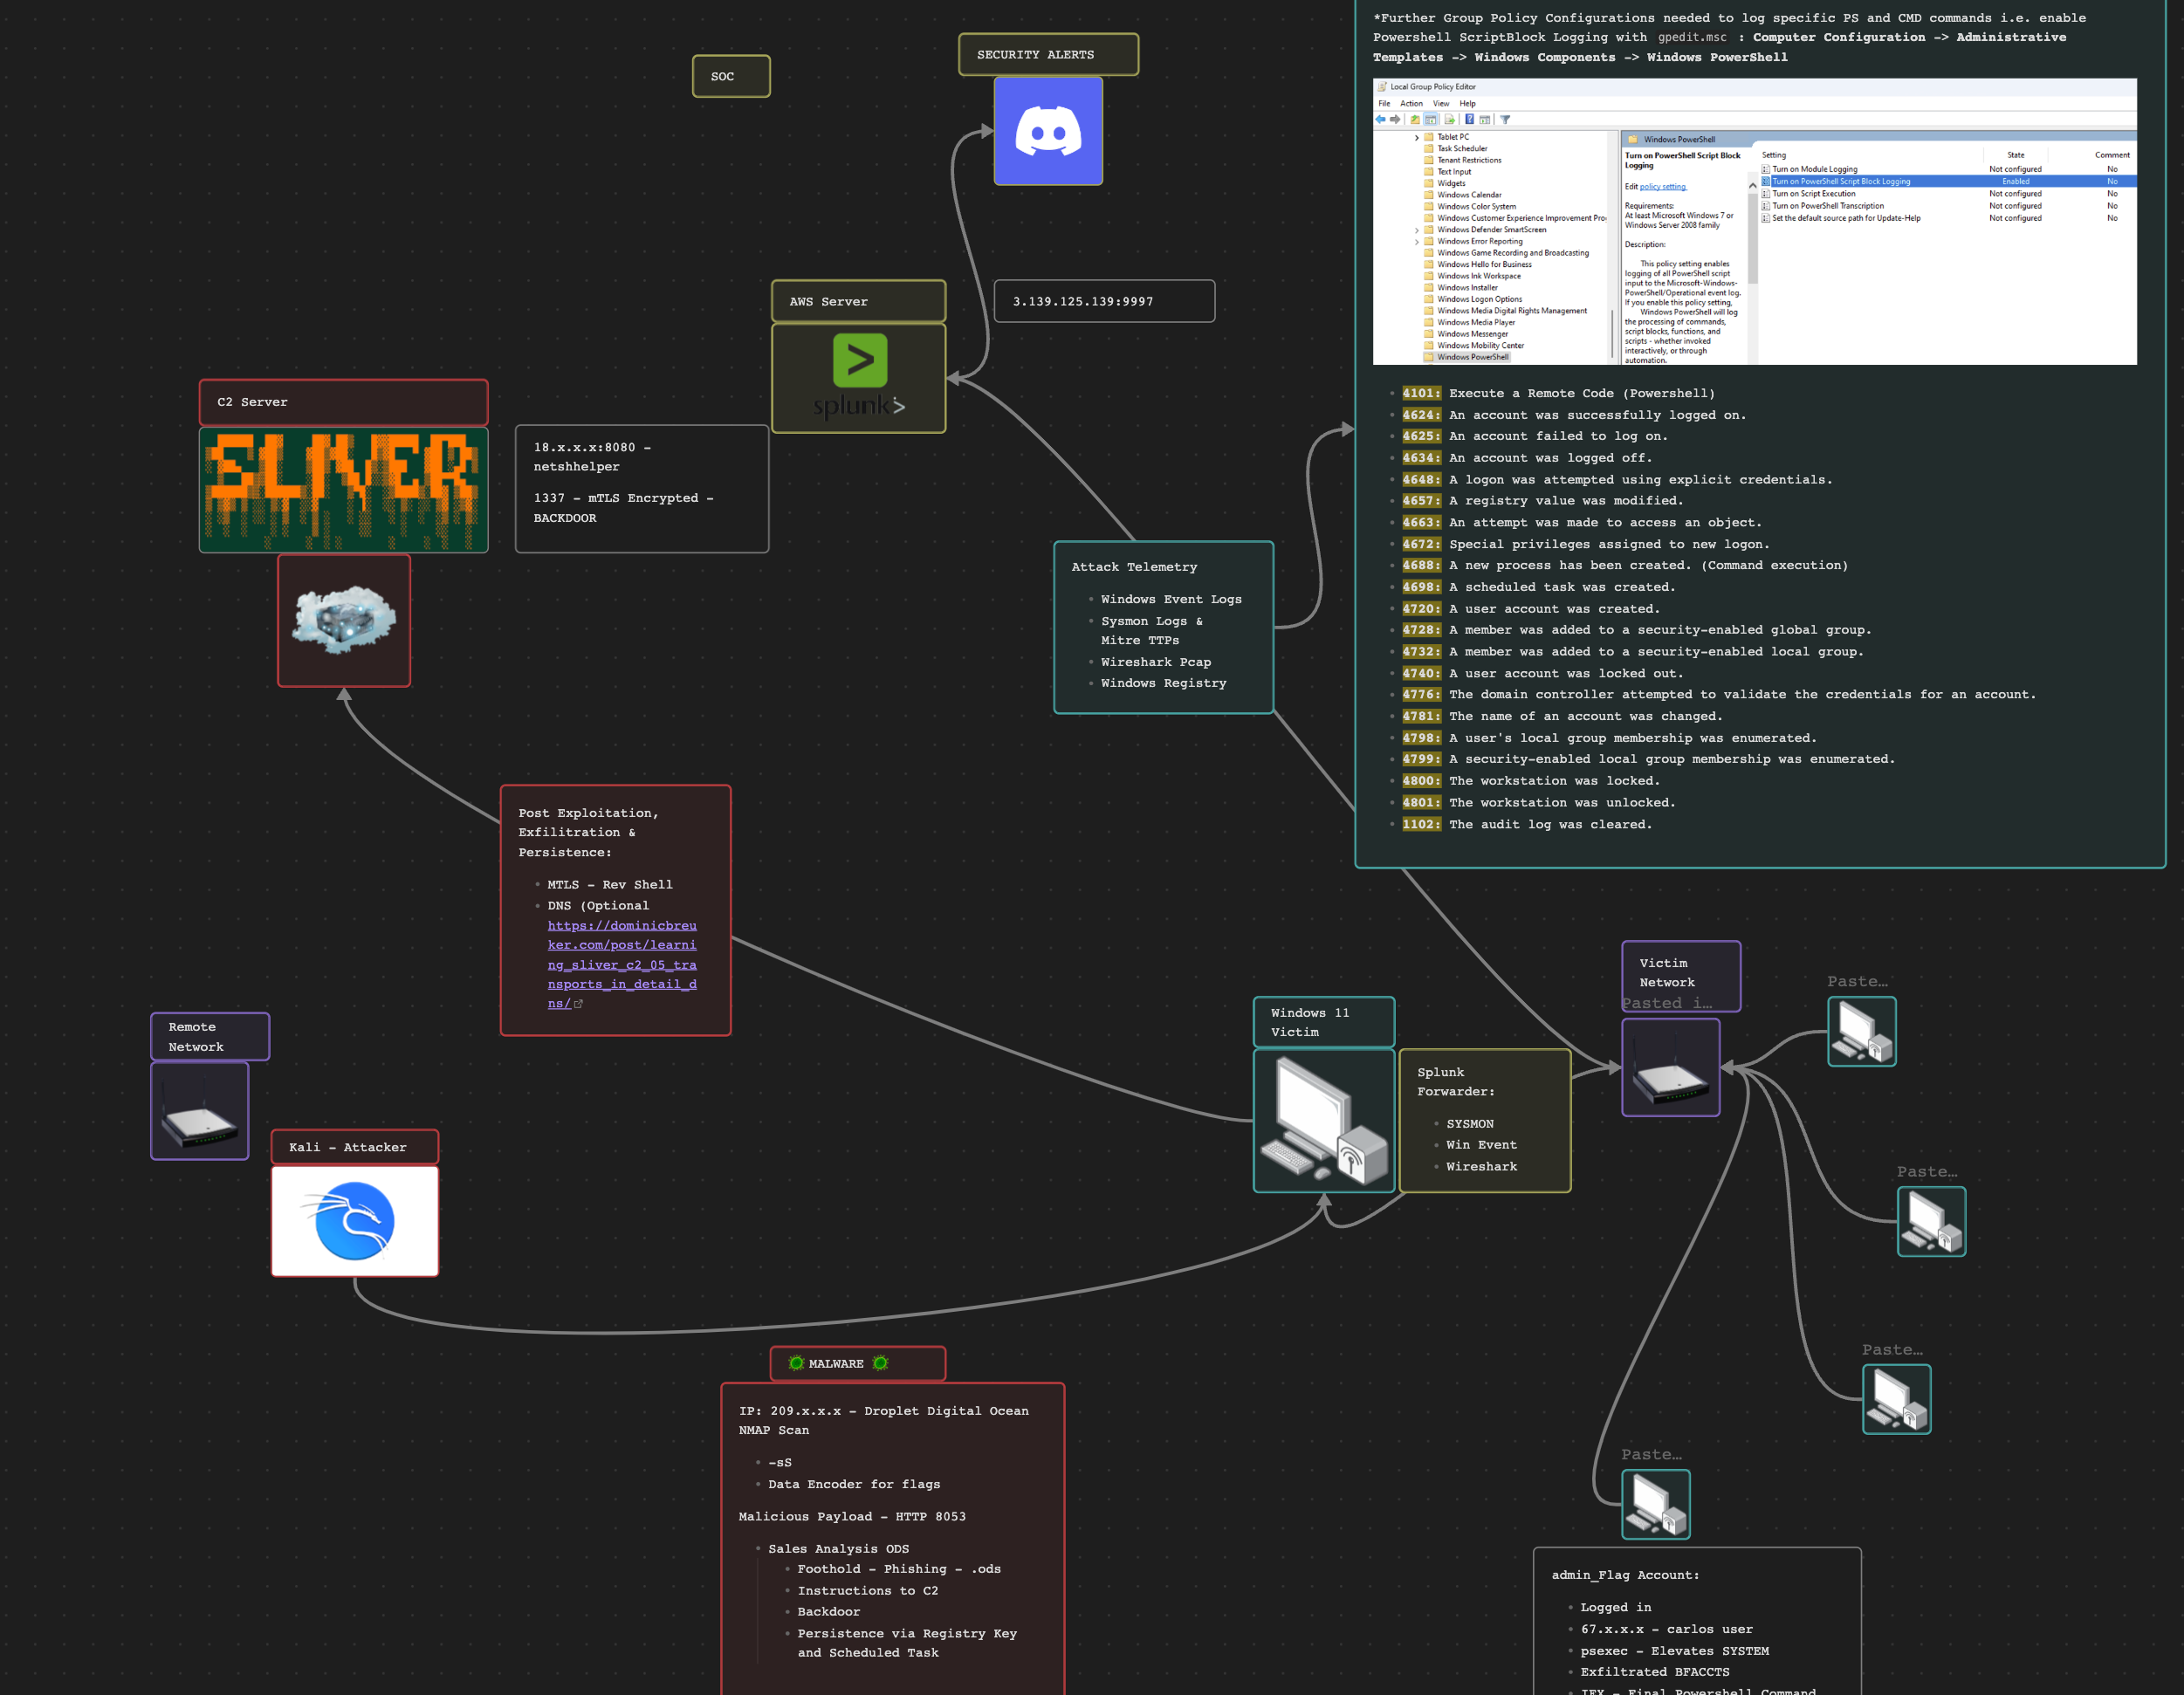 *Further Group Policy Configurations needed to log specific PS and CMD commands i.e. enable
Powershell ScriptBlock Logging with gpedit.msc : Computer Configuration -> Administrative
Templates -> Windows Components -> Windows PowerShell
SECURITY ALERTS
SOC
Local Group Policy Editor
File Action View Help
Tablet PC
Task Scheduler
Tenant Restrictions
Text Input
Widgets
Windows Calendar
Windows Color System
Windows Customer Experience Improvement Pro
Windows Defender SmartScreen
Windows Error Reporting
Windows Game Recording and Broadcasting
Windows Hello for Business
Windows Ink Workspace
Windows Installer
Windows Logon Options
Windows Media Digital Rights Management
Windows Media Player
Windows Messenger
Windows Mobility Center
Windows PowerShell
Windows PowerShell
Turn on PowerShell Script Block
Logging
Edit policy setting
Requirements:
At least Microsoft Windows 7 or
Windows Server 2008 family
Description:
This policy setting enables
logging of all PowerShell script
input to the Microsoft-Windows-
PowerShell/Operational event log.
If you enable this policy setting,
Windows PowerShell will log
the processing of commands,
script blocks, functions, and
scripts - whether invoked
interactively, or through
automation.
Setting State Comment
Turn on Module Logging Not configured No
Turn on PowerShell Script Block Logging Enabled No
Turn on Script Execution Not configured No
Turn on PowerShell Transcription Not configured No
Set the default source path for Update-Help Not configured No
4101: Execute a Remote Code (Powershell)
4624: An account was successfully logged on.
4625: An account failed to log on.
4634: An account was logged off.
4648: A logon was attempted using explicit credentials.
4657: A registry value was modified.
4663: An attempt was made to access an object.
4672: Special privileges assigned to new logon.
4688: A new process has been created. (Command execution)
4698: A scheduled task was created.
4720: A user account was created.
4728: A member was added to a security-enabled global group.
4732: A member was added to a security-enabled local group.
4740: A user account was locked out.
4776: The domain controller attempted to validate the credentials for an account.
4781: The name of an account was changed.
4798: A user's local group membership was enumerated.
4799: A security-enabled local group membership was enumerated.
4800: The workstation was locked.
4801: The workstation was unlocked.
1102: The audit log was cleared.
AWS Server
3.139.125.139:9997
splunk>
C2 Server
SLIVER
18.x.x.x:8080 -
netshhelper
1337 - mTLS Encrypted -
BACKDOOR
Attack Telemetry
Windows Event Logs
Sysmon Logs &
Mitre TTPs
Wireshark Pcap
Windows Registry
Post Exploitation,
Exfilitration &
Persistence:
MTLS - Rev Shell
DNS (Optional
https://dominicbreu
ker.com/post/learni
ng_sliver_c2_05_tra
nsports_in_detail_d
ns/
Victim
Network
Pasted i…
Paste…
Windows 11
Victim
Remote
Network
Splunk
Forwarder:
SYSMON
Win Event
Wireshark
Kali - Attacker
Paste…
Paste…
Paste…
MALWARE
IP: 209.x.x.x - Droplet Digital Ocean
NMAP Scan
-sS
Data Encoder for flags
Malicious Payload - HTTP 8053
Sales Analysis ODS
Foothold - Phishing - .ods
Instructions to C2
Backdoor
Persistence via Registry Key
and Scheduled Task
admin_Flag Account:
Logged in
67.x.x.x - carlos user
psexec - Elevates SYSTEM
Exfiltrated BFACCTS
IEX - Final Powershell Command